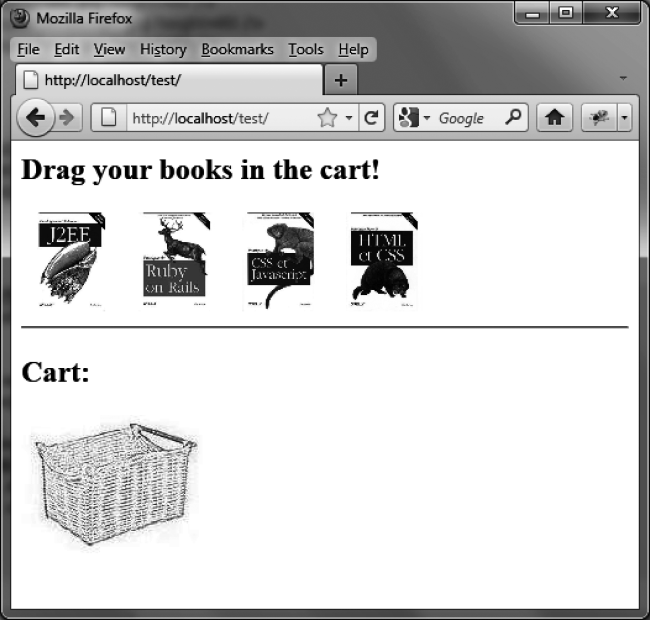 Mozilla Firefox
File Edit View History Bookmarks Tools Help
http://localhost/test/
http://localhost/test/ Google
Drag your books in the cart!
J2EE
Ruby
on Rails
CSS et
Javascript
HTML
et CSS
Cart: